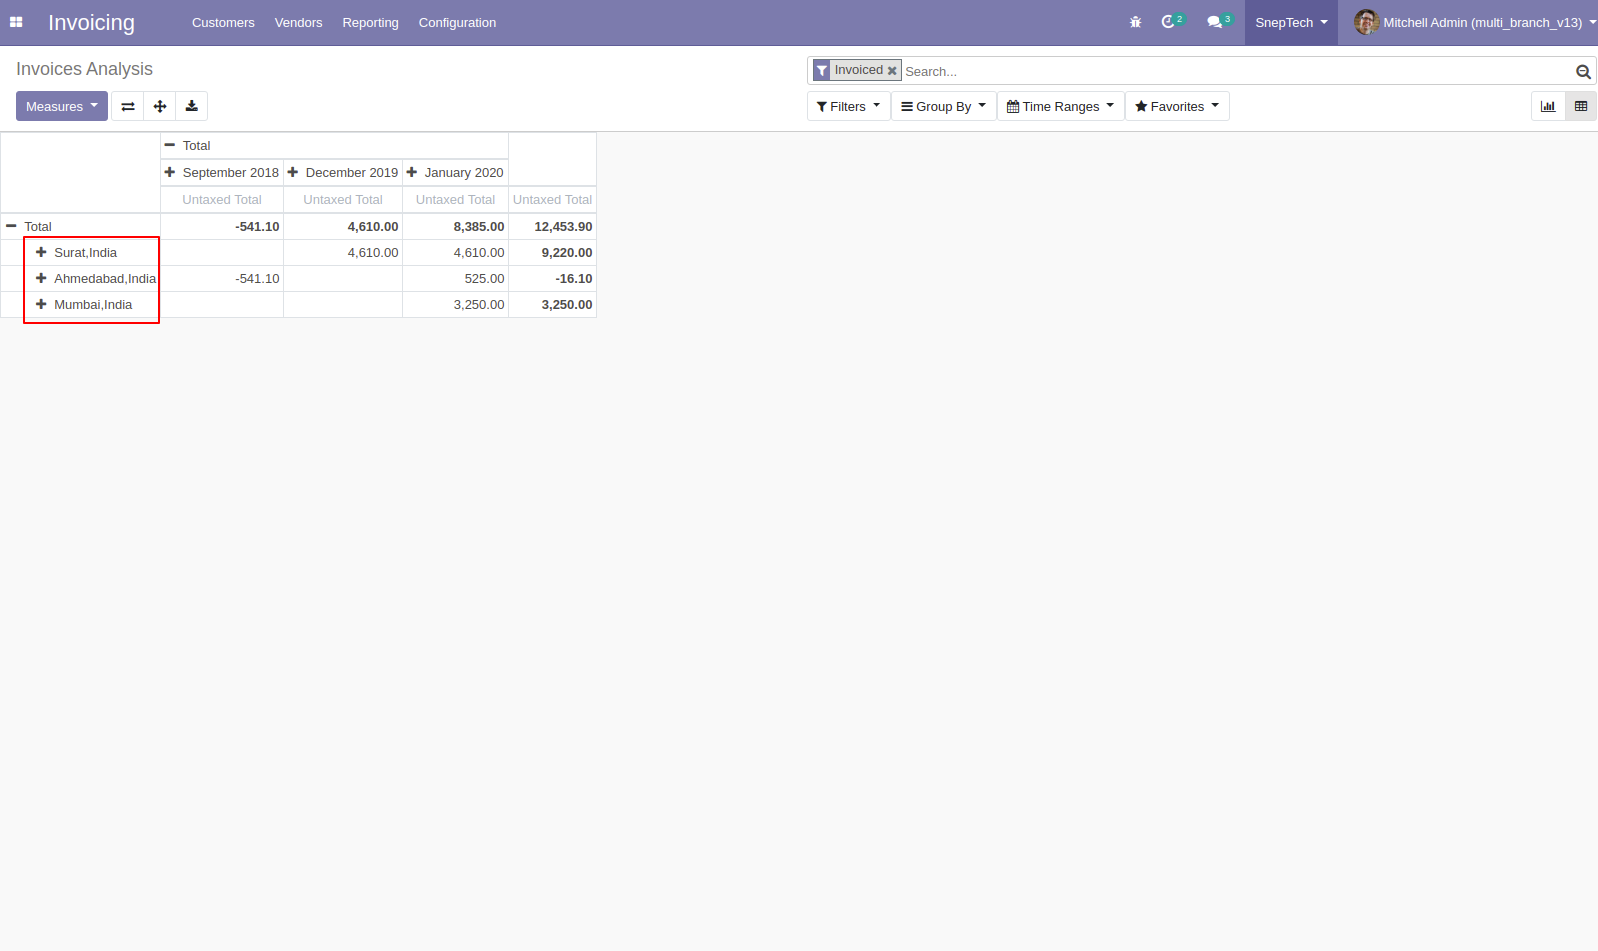 Invoicing Customers Vendors Reporting Configuration 2 3 SnepTech Mitchell Admin (multi_branch_v13)
Invoices Analysis
Invoiced Search...
Measures
Filters Group By Time Ranges Favorites
Total
September 2018 December 2019 January 2020
Untaxed Total Untaxed Total Untaxed Total Untaxed Total
Total -541.10 4,610.00 8,385.00 12,453.90
Surat,India 4,610.00 4,610.00 9,220.00
Ahmedabad,India -541.10 525.00 -16.10
Mumbai,India 3,250.00 3,250.00